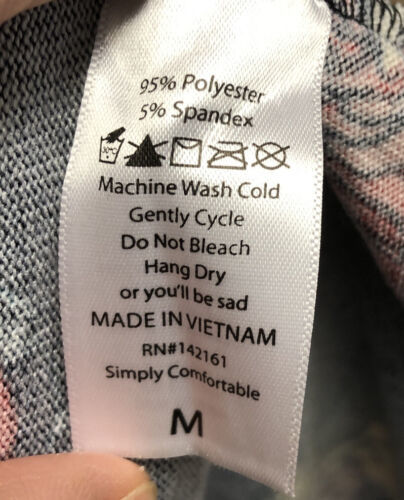 95% Polyester
5% Spandex
30°C
Machine Wash Cold
Gently Cycle
Do Not Bleach
Hang Dry
or you'll be sad
MADE IN VIETNAM
RN#142161
Simply Comfortable
M